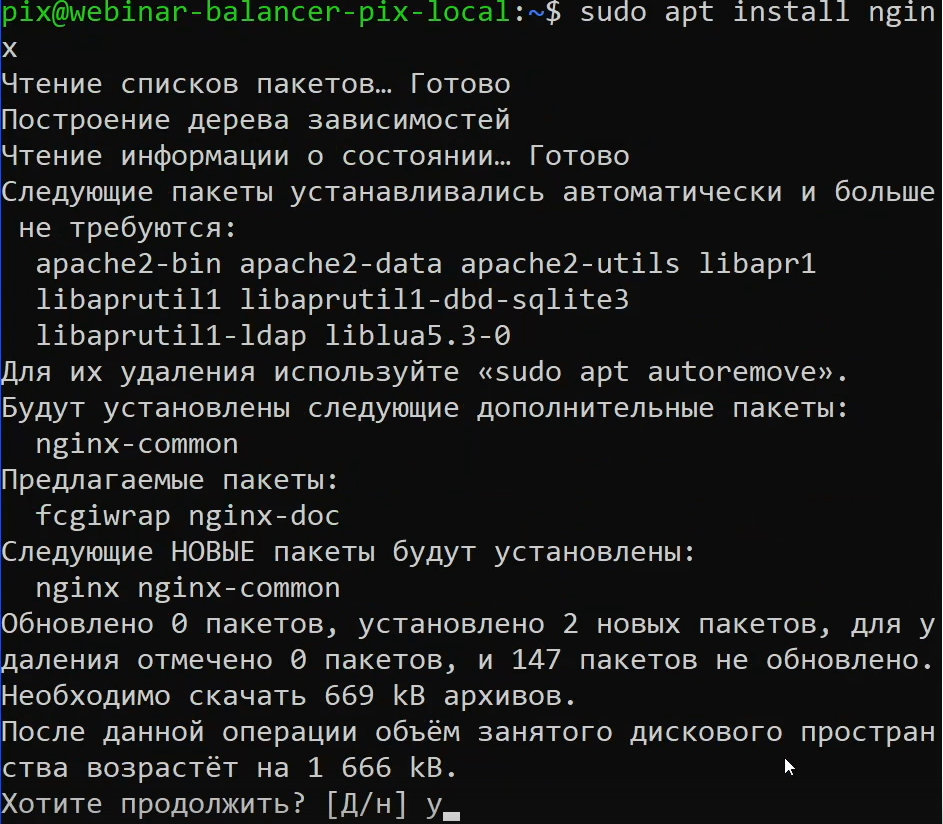 pix@webinar-balancer-pix-local:~$ sudo apt install ngin
x
Чтение списков пакетов… Готово
Построение дерева зависимостей
Чтение информации о состоянии… Готово
Следующие пакеты устанавливались автоматически и больше
 не требуются:
  apache2-bin apache2-data apache2-utils libapr1
  libaprutil1 libaprutil1-dbd-sqlite3
  libaprutil1-ldap liblua5.3-0
Для их удаления используйте «sudo apt autoremove».
Будут установлены следующие дополнительные пакеты:
  nginx-common
Предлагаемые пакеты:
  fcgiwrap nginx-doc
Следующие НОВЫЕ пакеты будут установлены:
  nginx nginx-common
Обновлено 0 пакетов, установлено 2 новых пакетов, для у
даления отмечено 0 пакетов, и 147 пакетов не обновлено.
Необходимо скачать 669 kB архивов.
После данной операции объём занятого дискового простран
ства возрастёт на 1 666 kB.
Хотите продолжить? [Д/н] y